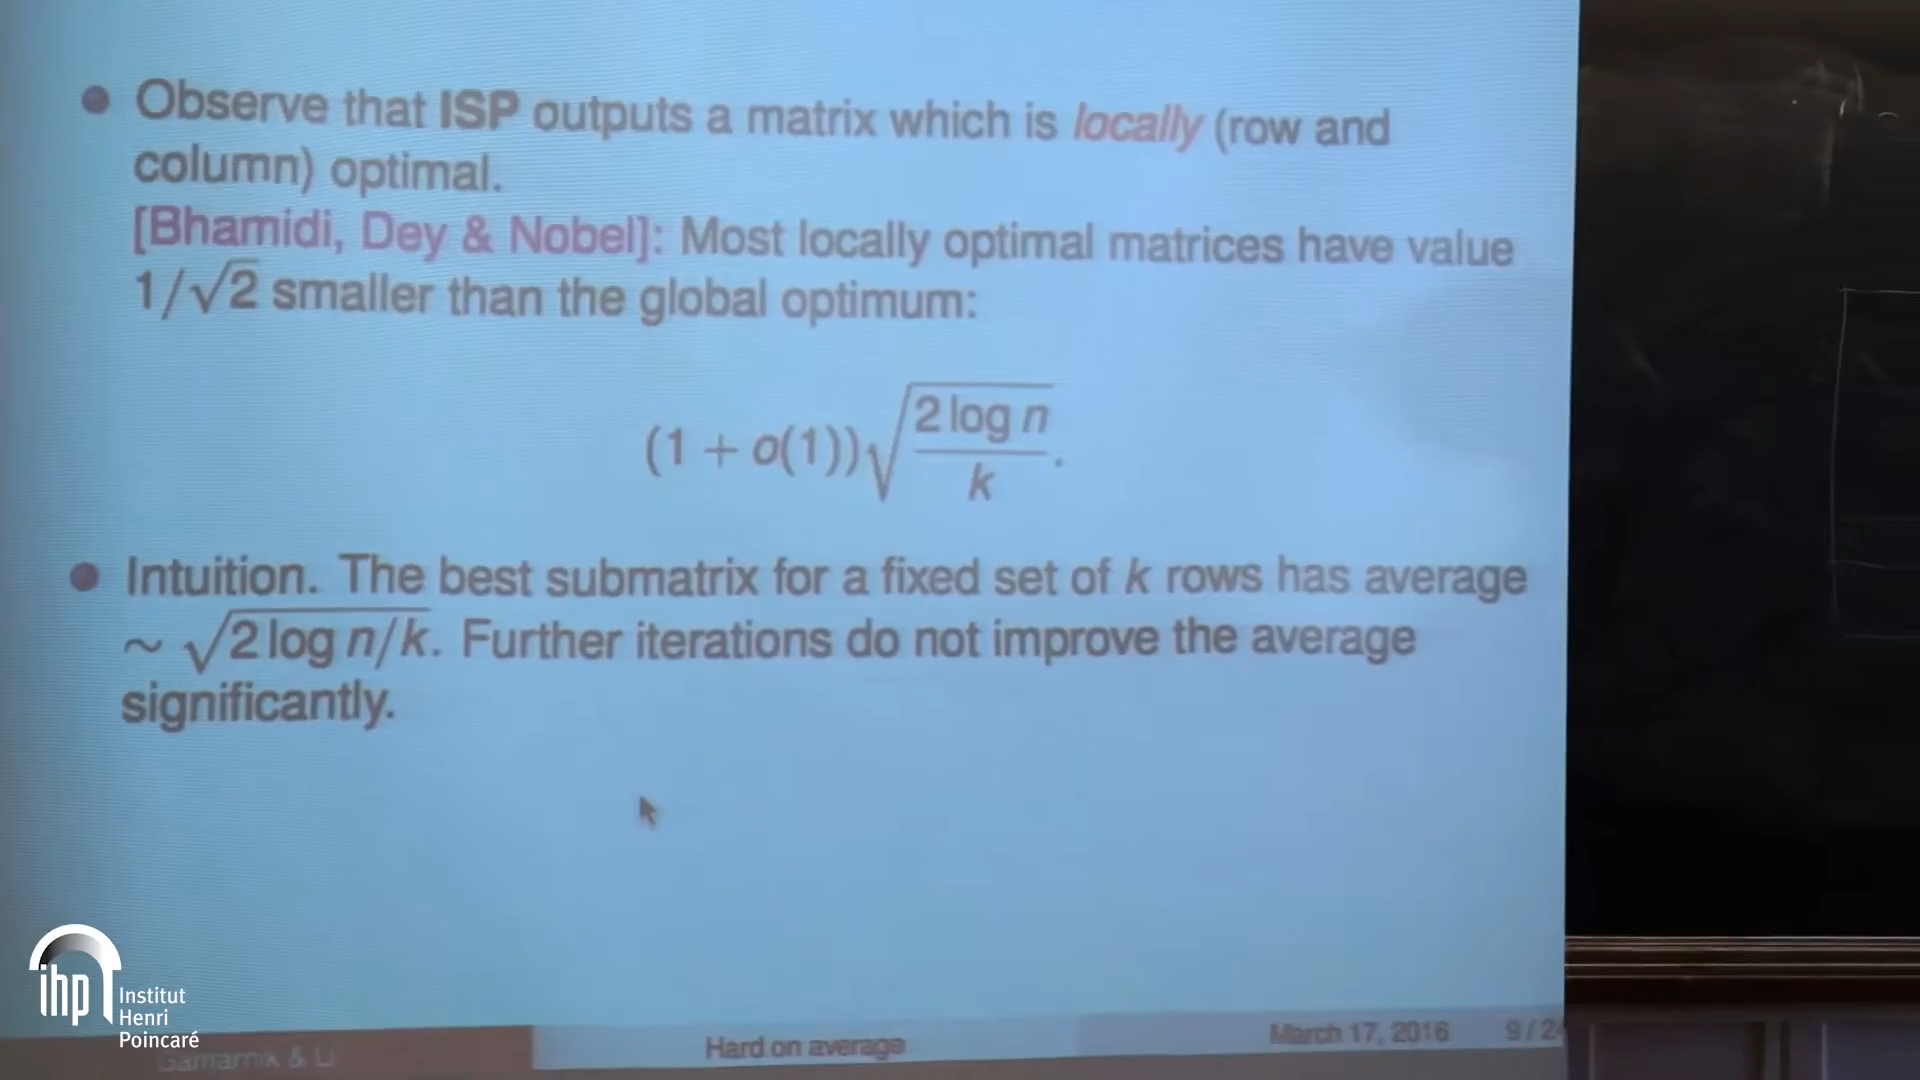 Observe that ISP outputs a matrix which is locally (row and
column) optimal.
[Bhamidi, Dey & Nobel]: Most locally optimal matrices have value
1/√2 smaller than the global optimum:
(1 + o(1))√(2 log n / k).
Intuition. The best submatrix for a fixed set of k rows has average
∼ √(2 log n/k). Further iterations do not improve the average
significantly.
ihp Institut
Henri
Poincaré
& Li
Hard on average
March 17, 2016
9 / 2